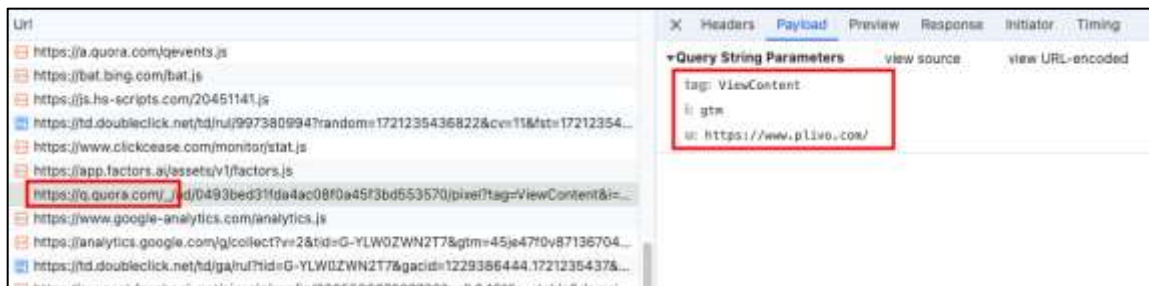 Url
https://a.quora.com/qevents.js
https://bat.bing.com/bat.js
https://js.hs-scripts.com/20451141.js
https://td.doubleclick.net/td/rul/997380994?random=1721235436822&cv=11&fst=17212354...
https://www.clickcease.com/monitor/stat.js
https://app.factors.ai/assets/v1/factors.js
https://q.quora.com/_/ad/0493bed31fda4ac08f0a45f3bd553570/pixel?tag=ViewContent&i=...
https://www.google-analytics.com/analytics.js
https://analytics.google.com/g/collect?v=2&tid=G-YLW0ZWN2T7&gtm=45je47f0v87136704...
https://td.doubleclick.net/td/ga/rul?tid=G-YLW0ZWN2T7&gacid=1229386444.1721235437&...
× Headers Payload Preview Response Initiator Timing
▾Query String Parameters view source view URL-encoded
tag: ViewContent
i: gtm
u: https://www.plivo.com/